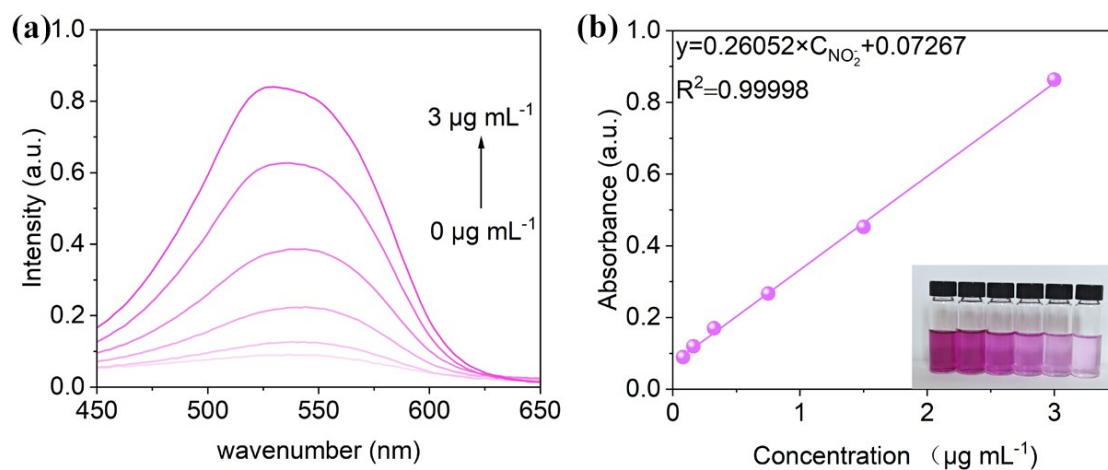 (a)
1.0
0.8
0.6
0.4
0.2
0.0
Intensity (a.u.)
3 µg mL⁻¹
0 µg mL⁻¹
450
500
550
600
650
wavenumber (nm)
(b)
1.0
0.8
0.6
0.4
0.2
0.0
Absorbance (a.u.)
y=0.26052×C_NO₂⁻+0.07267
R²=0.99998
0
1
2
3
Concentration （µg mL⁻¹)